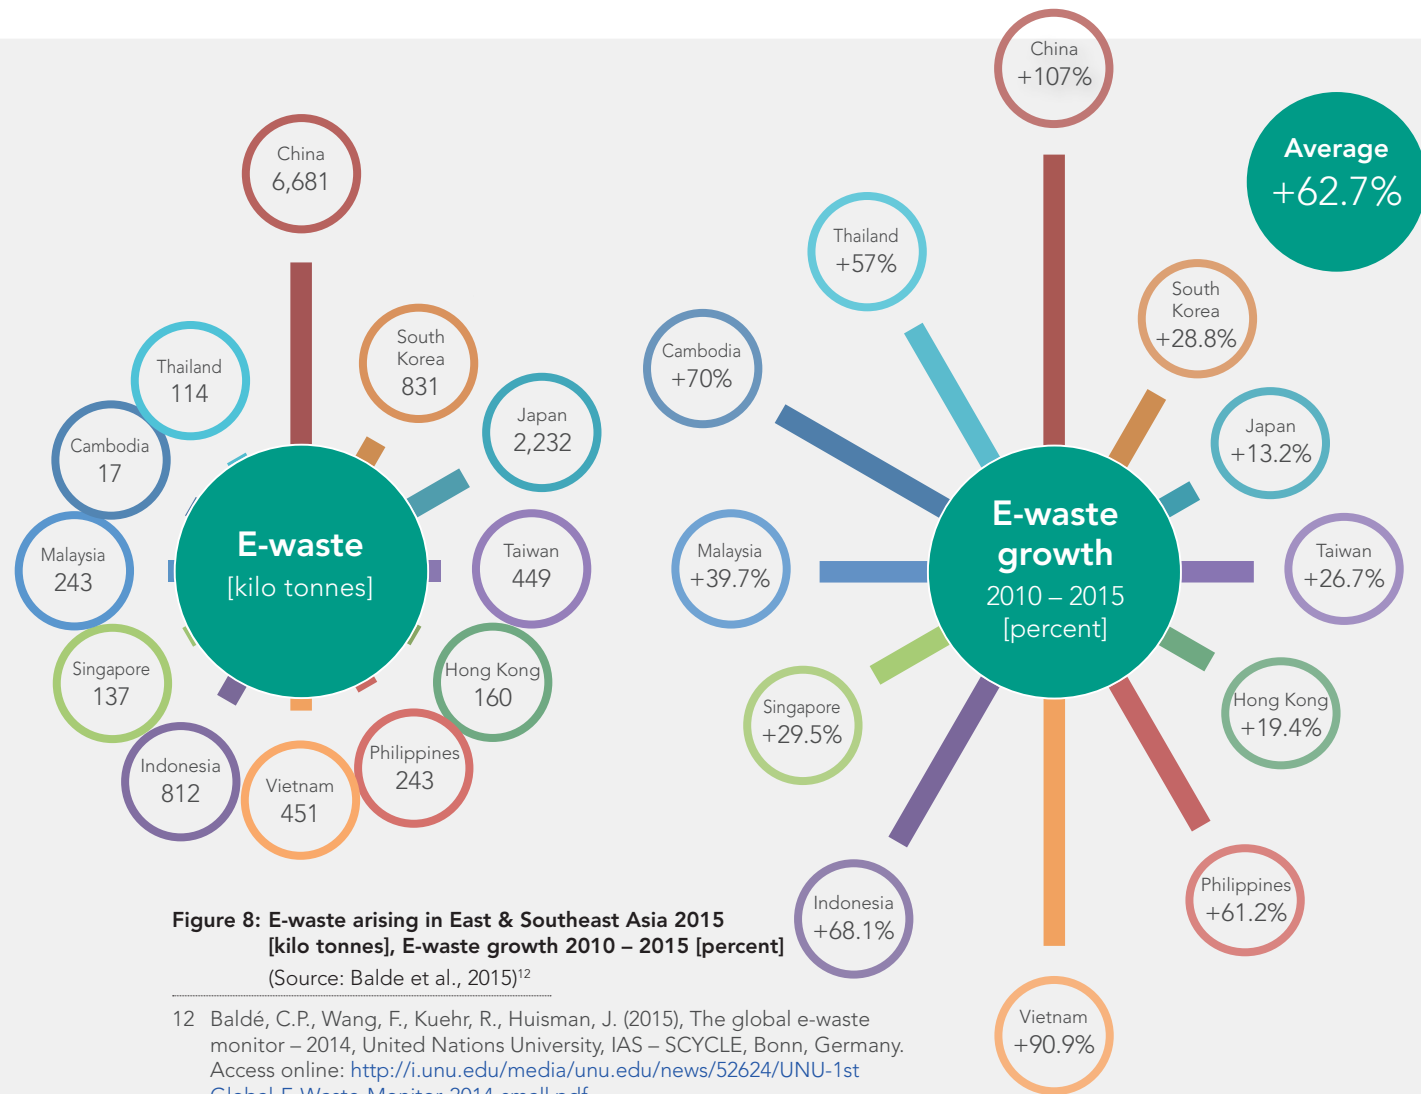 China
6,681
South
Korea
831
Japan
2,232
Taiwan
449
Hong Kong
160
Philippines
243
Vietnam
451
Indonesia
812
Singapore
137
Malaysia
243
Cambodia
17
Thailand
114
E-waste
[kilo tonnes]
China
+107%
Average
+62.7%
South
Korea
+28.8%
Japan
+13.2%
Taiwan
+26.7%
Hong Kong
+19.4%
Philippines
+61.2%
Vietnam
+90.9%
Indonesia
+68.1%
Singapore
+29.5%
Malaysia
+39.7%
Cambodia
+70%
Thailand
+57%
E-waste
growth
2010 – 2015
[percent]
Figure 8: E-waste arising in East & Southeast Asia 2015
[kilo tonnes], E-waste growth 2010 – 2015 [percent]
(Source: Balde et al., 2015)12
12 Baldé, C.P., Wang, F., Kuehr, R., Huisman, J. (2015), The global e-waste
monitor – 2014, United Nations University, IAS – SCYCLE, Bonn, Germany.
Access online: http://i.unu.edu/media/unu.edu/news/52624/UNU-1st
Global-E-Waste-Monitor-2014-small.pdf